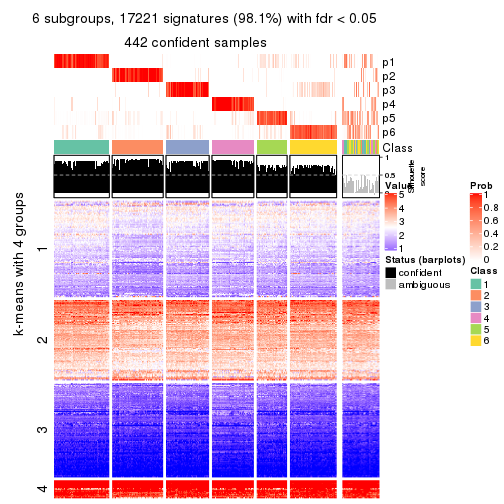 6 subgroups, 17221 signatures (98.1%) with fdr < 0.05
442 confident samples
p1
p2
p3
p4
p5
p6
Class
1
0.5
0
Silhouette
score
k-means with 4 groups
1
2
3
4
Value
5
4
3
2
1
Status (barplots)
confident
ambiguous
Prob
1
0.8
0.6
0.4
0.2
0
Class
1
2
3
4
5
6